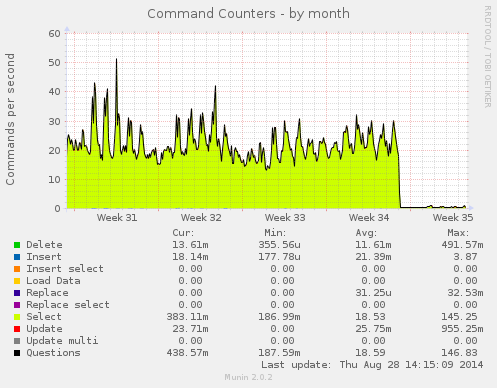 Command Counters - by month
RRDTOOL / TOBI OETIKER
Commands per second
60
50
40
30
20
10
0
Week 31 Week 32 Week 33 Week 34 Week 35
Cur: Min: Avg: Max:
Delete 13.61m 355.56u 11.61m 491.57m
Insert 18.14m 177.78u 21.39m 3.87
Insert select 0.00 0.00 0.00 0.00
Load Data 0.00 0.00 0.00 0.00
Replace 0.00 0.00 31.25u 32.53m
Replace select 0.00 0.00 0.00 0.00
Select 383.11m 186.99m 18.53 145.25
Update 23.71m 0.00 25.75m 955.25m
Update multi 0.00 0.00 0.00 0.00
Questions 438.57m 187.59m 18.59 146.83
Last update: Thu Aug 28 14:15:09 2014
Munin 2.0.2